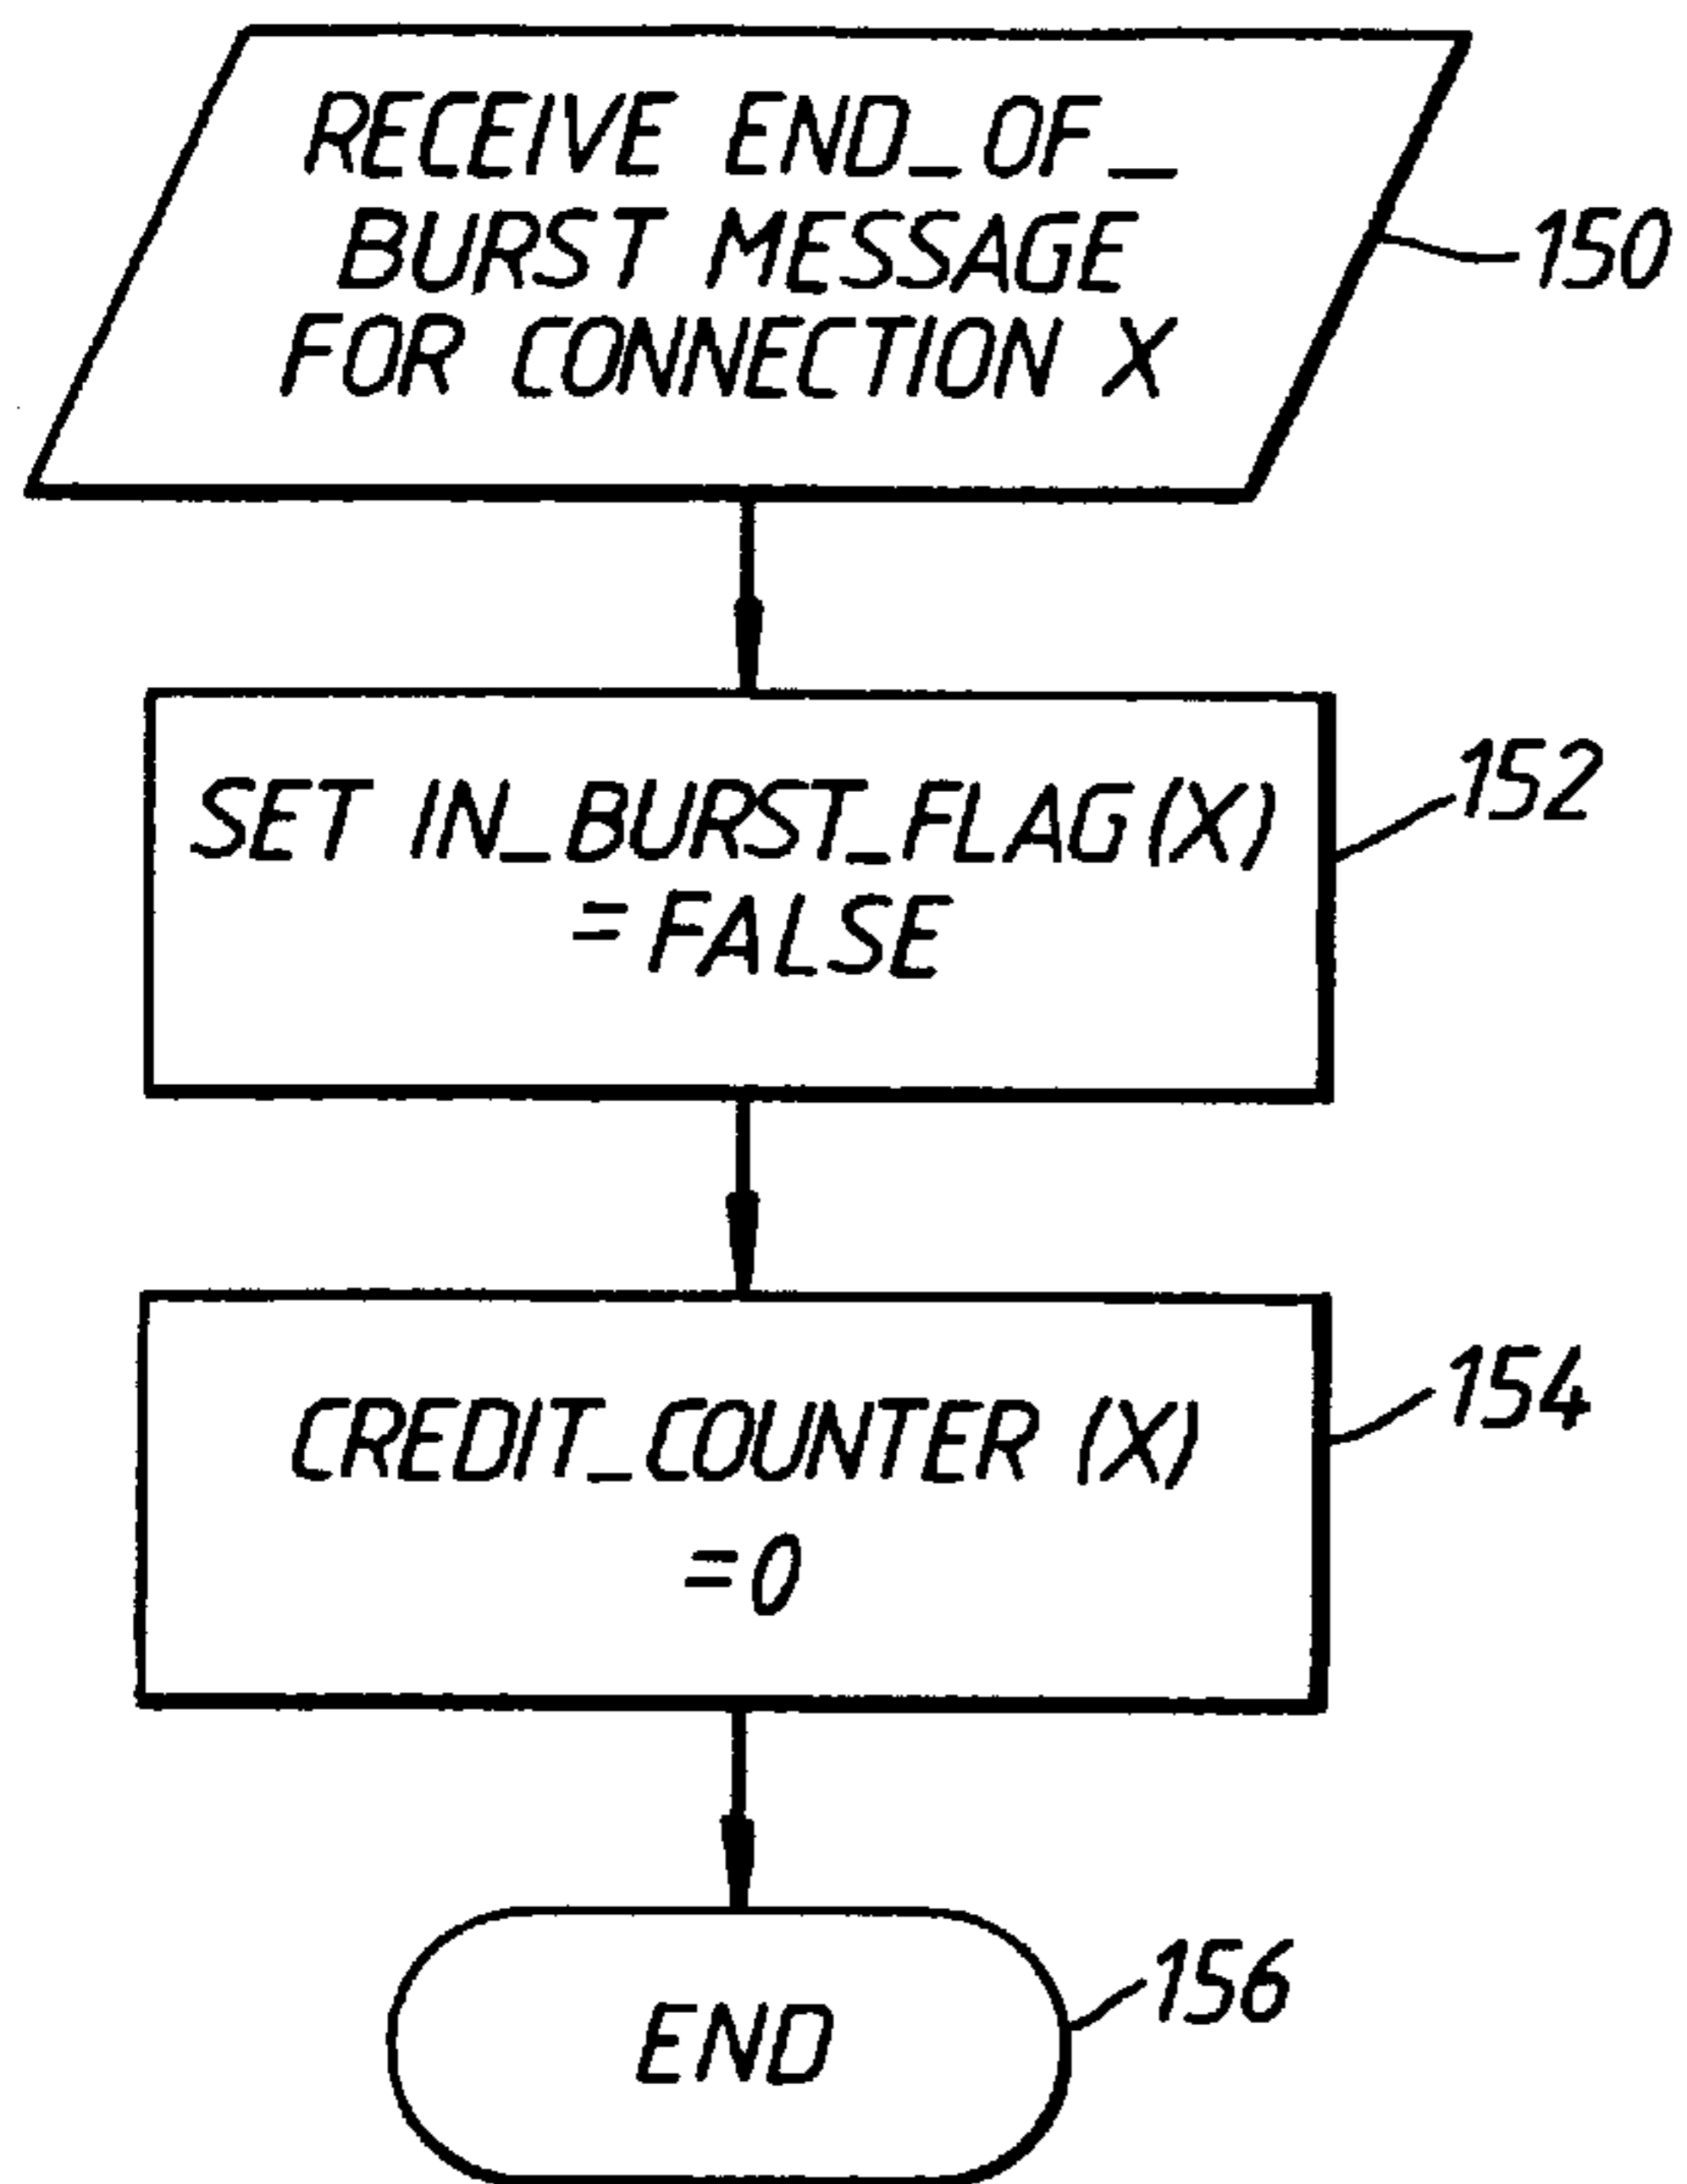 RECEIVE END_OF_
BURST MESSAGE
FOR CONNECTION X
150
SET IN_BURST_FLAG(X)
= FALSE
152
CREDIT_COUNTER (X)
=0
154
END
156